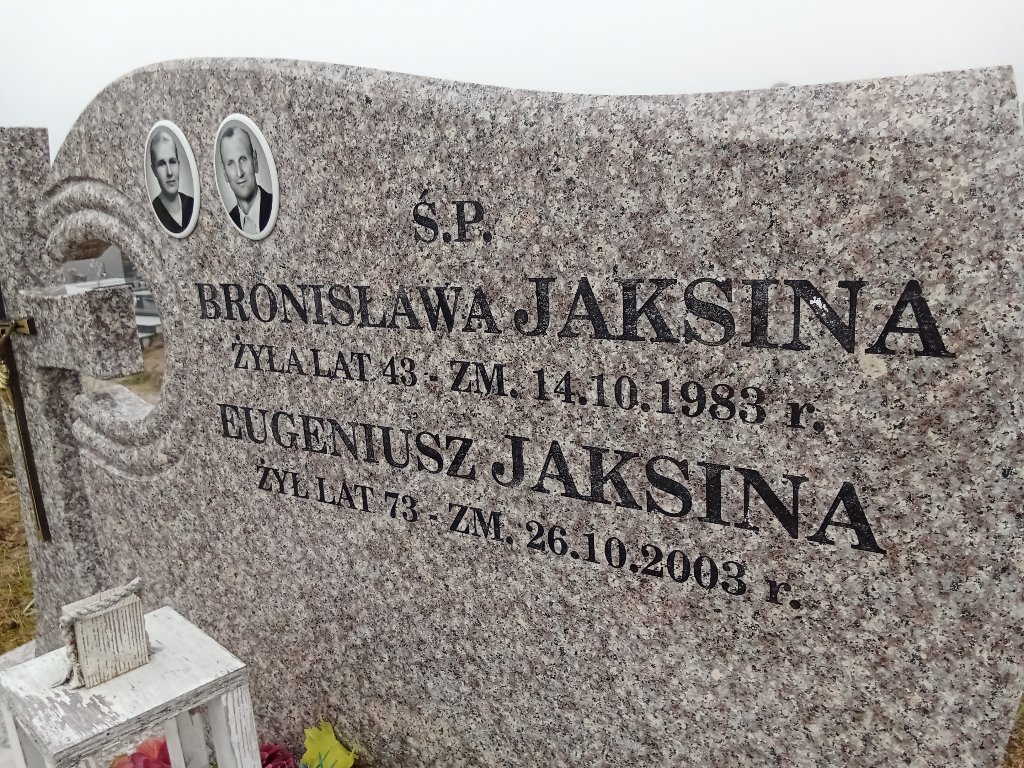 Ś.P.
BRONISŁAWA JAKSINA
ŻYŁA LAT 43 - ZM. 14.10.1983 r.
EUGENIUSZ JAKSINA
ŻYŁ LAT 73 - ZM. 26.10.2003 r.